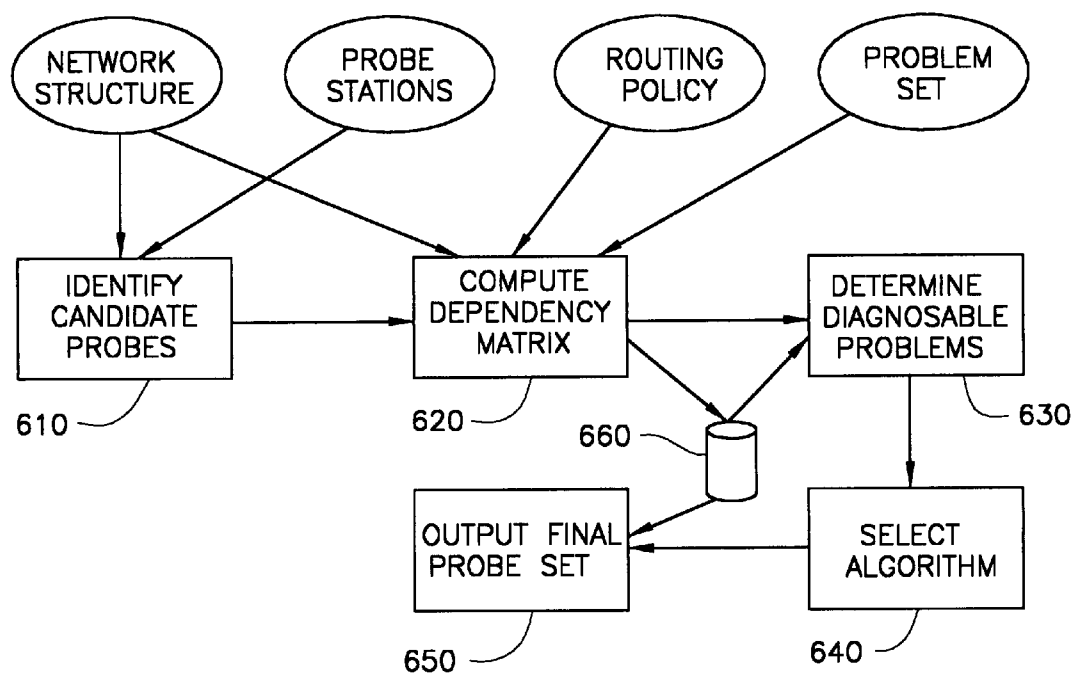 NETWORK
STRUCTURE
PROBE
STATIONS
ROUTING
POLICY
PROBLEM
SET
IDENTIFY
CANDIDATE
PROBES
610
COMPUTE
DEPENDENCY
MATRIX
620
DETERMINE
DIAGNOSABLE
PROBLEMS
630
660
OUTPUT FINAL
PROBE SET
650
SELECT
ALGORITHM
640